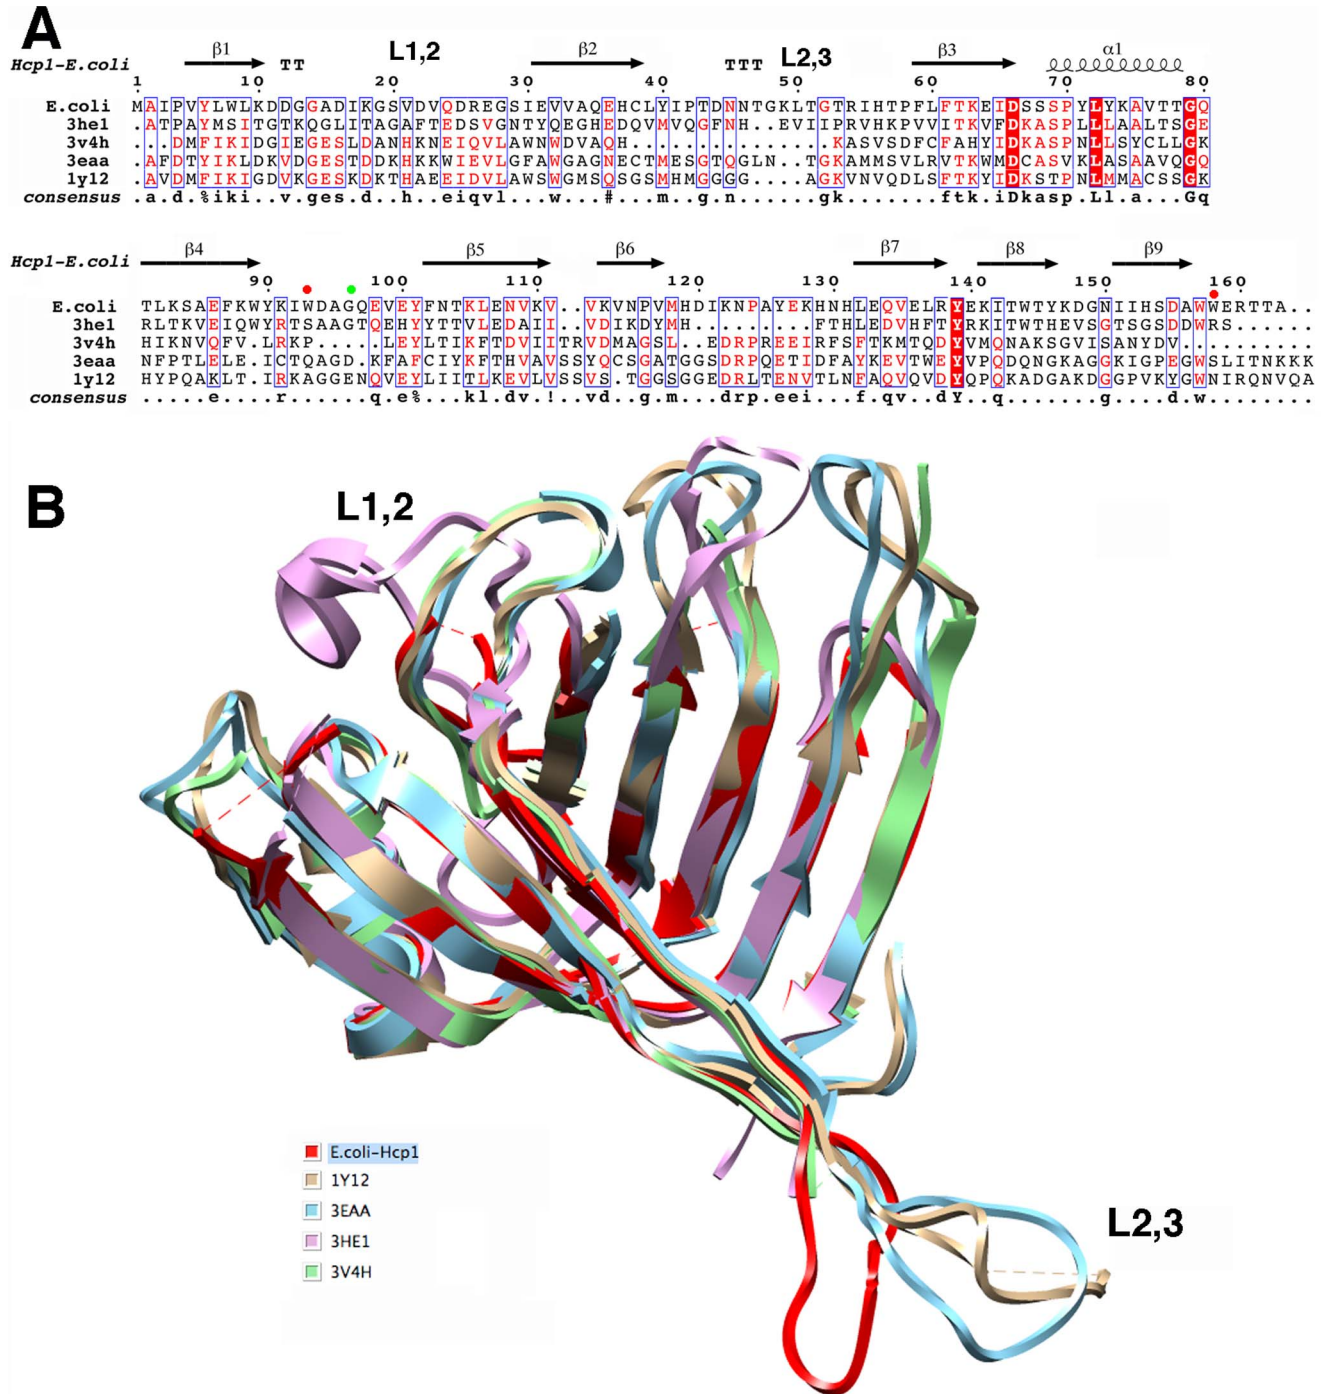 A
β1 L1,2 β2 L2,3 β3 α1
Hcp1-E.coli TT TTT
1 10 20 30 40 50 60 70 80
E.coli MAIPVYLWLKDDGGADIKGSVDVQDREGSIEVVAQEHCLYIPTDNNTGKLTGTRIHTPFLFTKEIDSSSPYLYKAVTTGQ
3he1 .ATPAYMSITGTKQGLITAGAFTEDSVGNTYQEGHEDQVMVQGFNH..EVIIPRVHKPVVITKVFDKASPLLLAALTSGE
3v4h ...DMFIKIDGIEGESLDANHKNEIQVLAWNWDVAQH...............KASVSDFCFAHYIDKASPNLLSYCLLGK
3eaa .AFDTYIKLDKVDGESTDDKHKKWIEVLGFAWGAGNECTMESGTQGLN..TGKAMMSVLRVTKWMDCASVKLASAAVQGQ
1y12 .AVDMFIKIGDVKGESKDKTHAEEIDVLAWSWGMSQSGSMHMGGGG....AGKVNVQDLSFTKYIDKSTPNLMMACSSGK
consensus .a.d.%iki..v.ges.d..h..eiqvl...w...#...m..g.n......gk.......ftk.iDkasp.Ll.a...Gq
β4 β5 β6 β7 β8 β9
Hcp1-E.coli
90 100 110 120 130 140 150 160
E.coli TLKSAEFKWYKIWDAGQEVEYFNTKLENVKV..VKVNPVMHDIKNPAYEKHNHLEQVELRYEKITWTYKDGNIIHSDAWWERTTA..
3he1 RLTKVEIQWYRTSAAGTQEHYYTTVLEDAII..VDIKDYMH.........FTHLEDVHFTYRKITWTHEVSGTSGSDDWRS......
3v4h HIKNVQFV.LRKP.....LEYLTIKFTDVIITRVDMAGSL..EDRPREEIRFSFTKMTQDYVMQNAKSGVISANYDV..........
3eaa NFPTLELE.ICTQAGD.KFAFCIYKFTHVAVSSYQCSGATGGSDRPQETIDFAYKEVTWEYVPQDQNGKAGGKIGPEGWSLITNKKK
1y12 HYPQAKLT.IRKAGGENQVEYLIITLKEVLVSSVS.TGGSGGEDRLTENVTLNFAQVQVDYQPQKADGAKDGGPVKYGWNIRQNVQA
consensus .....e....r......q.e%...kl.dv.!..vd..g.m...drp.eei...f.qv..dY..q.......g....d.w........
B
L1,2
E.coli-Hcp1
1Y12
3EAA
3HE1
3V4H
L2,3